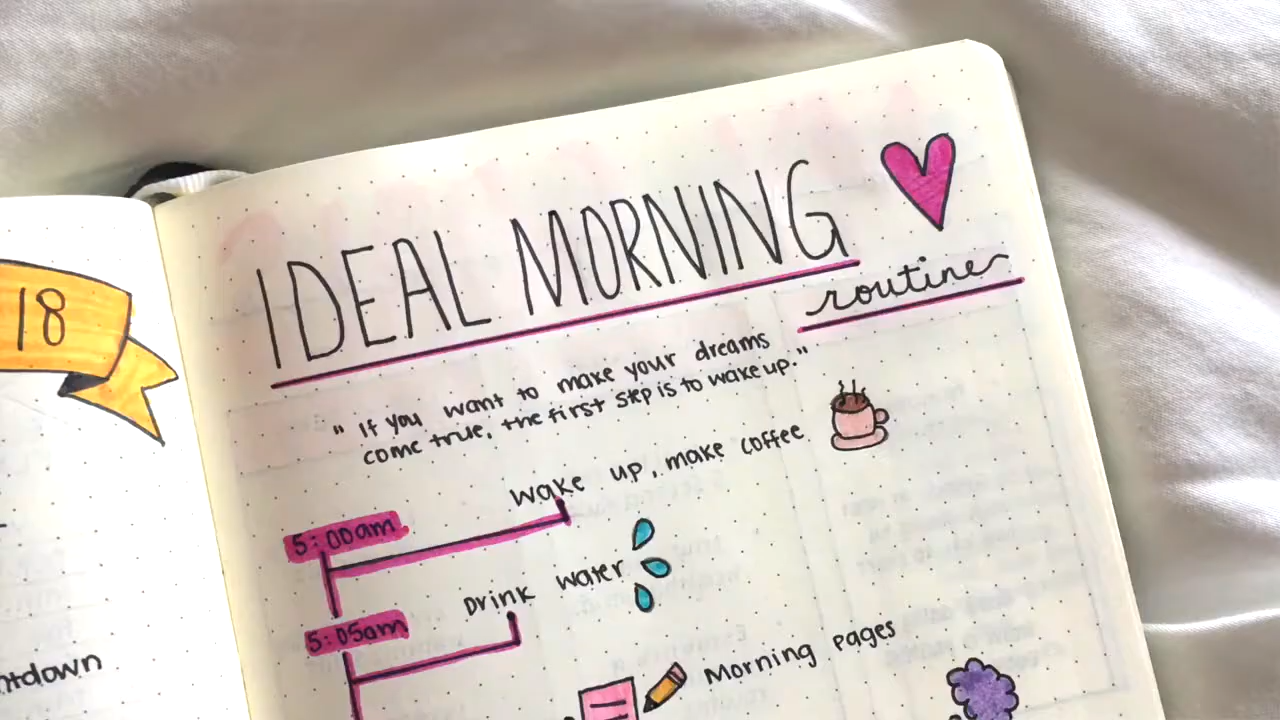 18
ntdown
IDEAL MORNING
routine
" If you want to make your dreams
come true, the first step is to wake up."
wake up, make coffee
5:00am
Drink water
5:05am
Morning pages